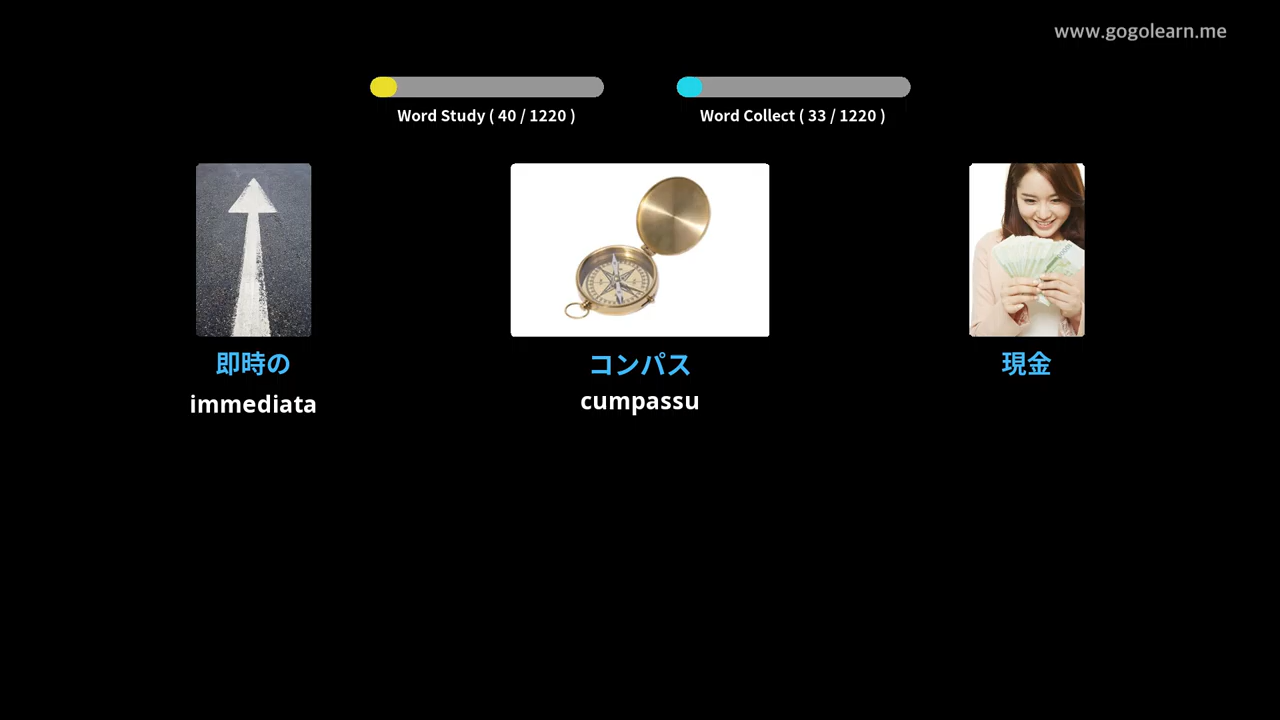 www.gogolearn.me
Word Study ( 40 / 1220 )
Word Collect ( 33 / 1220 )
即時の
コンパス
現金
immediata
cumpassu